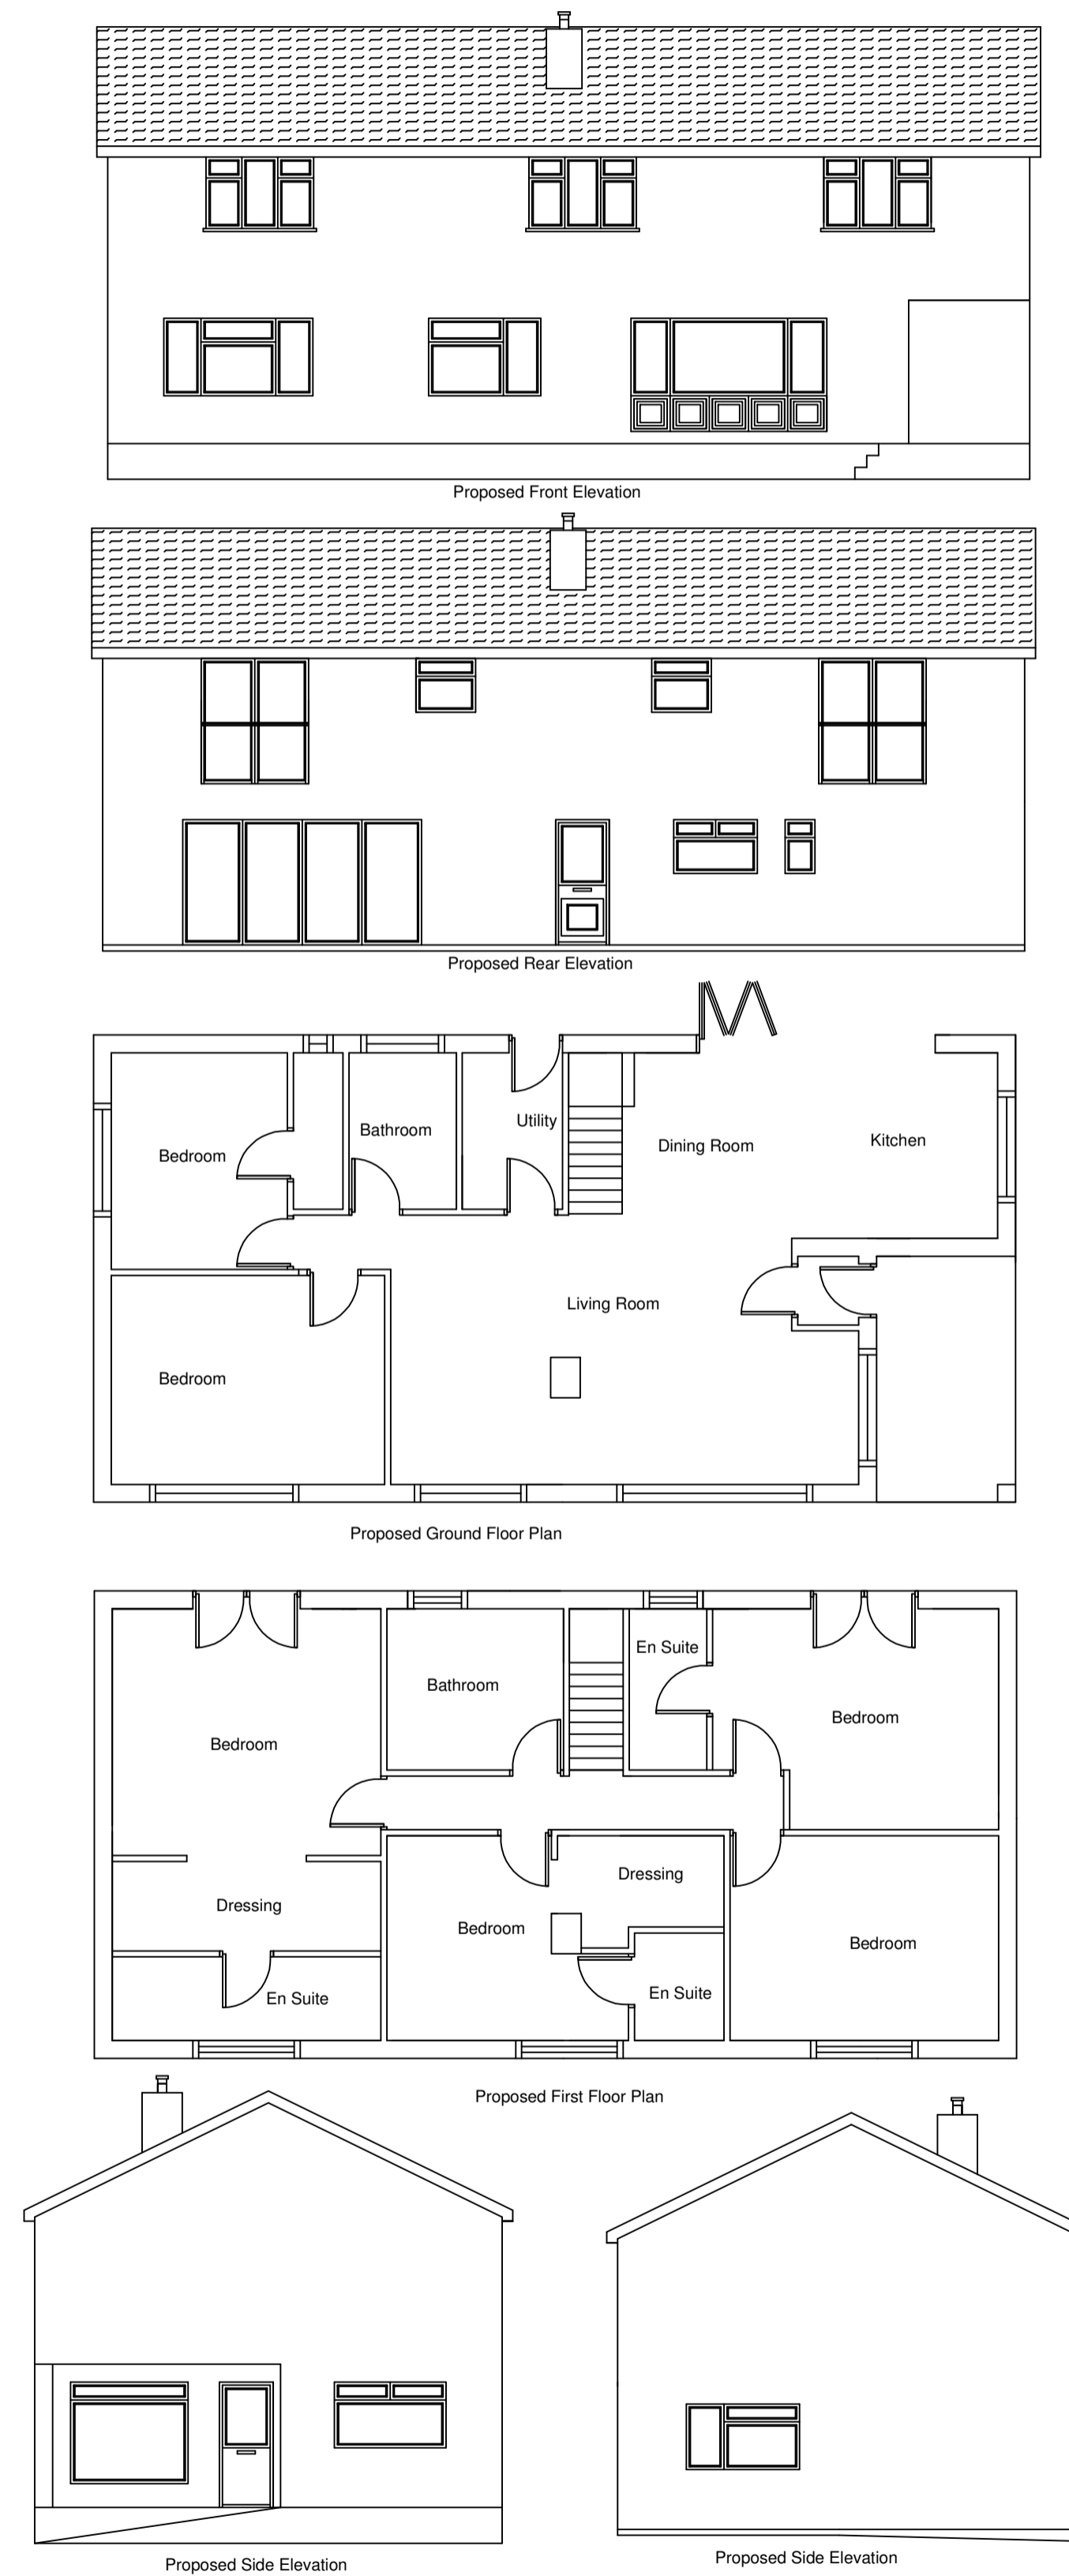 Proposed Front Elevation
Proposed Rear Elevation
Utility
Bathroom
Dining Room
Kitchen
Bedroom
Living Room
Bedroom
Proposed Ground Floor Plan
En Suite
Bathroom
Bedroom
Bedroom
Dressing
Dressing
Bedroom
Bedroom
En Suite
En Suite
Proposed First Floor Plan
Proposed Side Elevation
Proposed Side Elevation